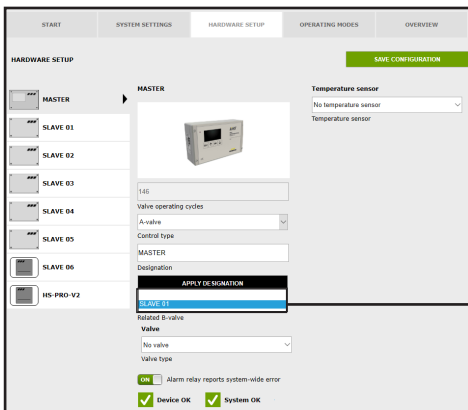 START
SYSTEM SETTINGS
HARDWARE SETUP
OPERATING MODES
OVERVIEW
HARDWARE SETUP
SAVE CONFIGURATION
MASTER
SLAVE 01
SLAVE 02
SLAVE 03
SLAVE 04
SLAVE 05
SLAVE 06
HS-PRO-V2
MASTER
146
Valve operating cycles
A-valve
Control type
MASTER
Designation
APPLY DESIGNATION
SLAVE 01
Related B-valve
Valve
No valve
Valve type
ON Alarm relay reports system-wide error
Device OK
System OK
Temperature sensor
No temperature sensor
Temperature sensor